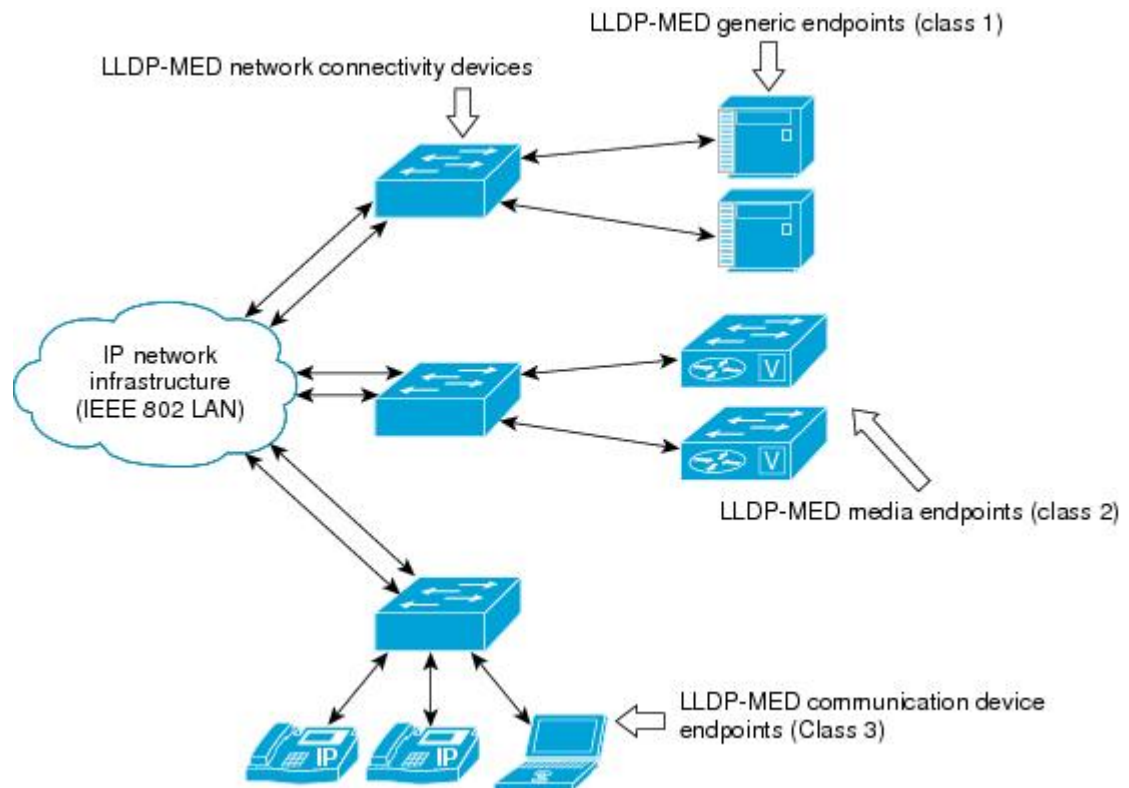 LLDP-MED generic endpoints (class 1)
LLDP-MED network connectivity devices
IP network
infrastructure
(IEEE 802 LAN)
V
V
LLDP-MED media endpoints (class 2)
LLDP-MED communication device
endpoints (Class 3)
IP
IP